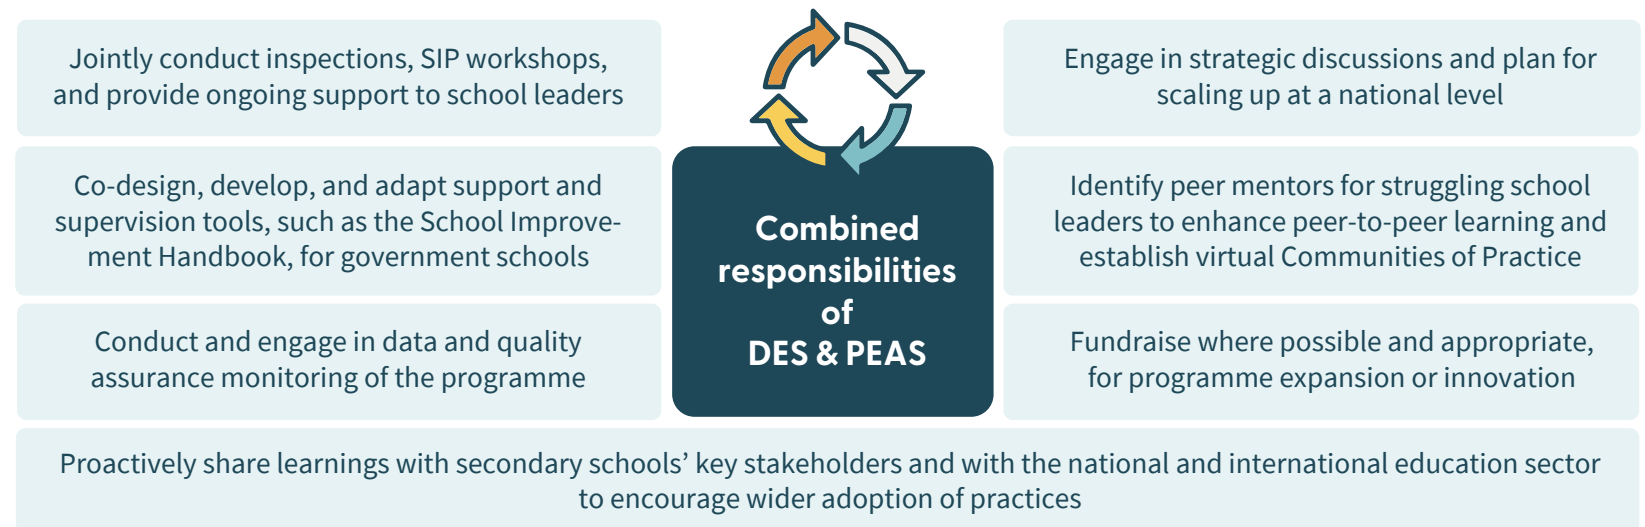 Jointly conduct inspections, SIP workshops,
and provide ongoing support to school leaders
Co-design, develop, and adapt support and
supervision tools, such as the School Improve-
ment Handbook, for government schools
Conduct and engage in data and quality
assurance monitoring of the programme
Combined
responsibilities
of
DES & PEAS
Engage in strategic discussions and plan for
scaling up at a national level
Identify peer mentors for struggling school
leaders to enhance peer-to-peer learning and
establish virtual Communities of Practice
Fundraise where possible and appropriate,
for programme expansion or innovation
Proactively share learnings with secondary schools’ key stakeholders and with the national and international education sector
to encourage wider adoption of practices